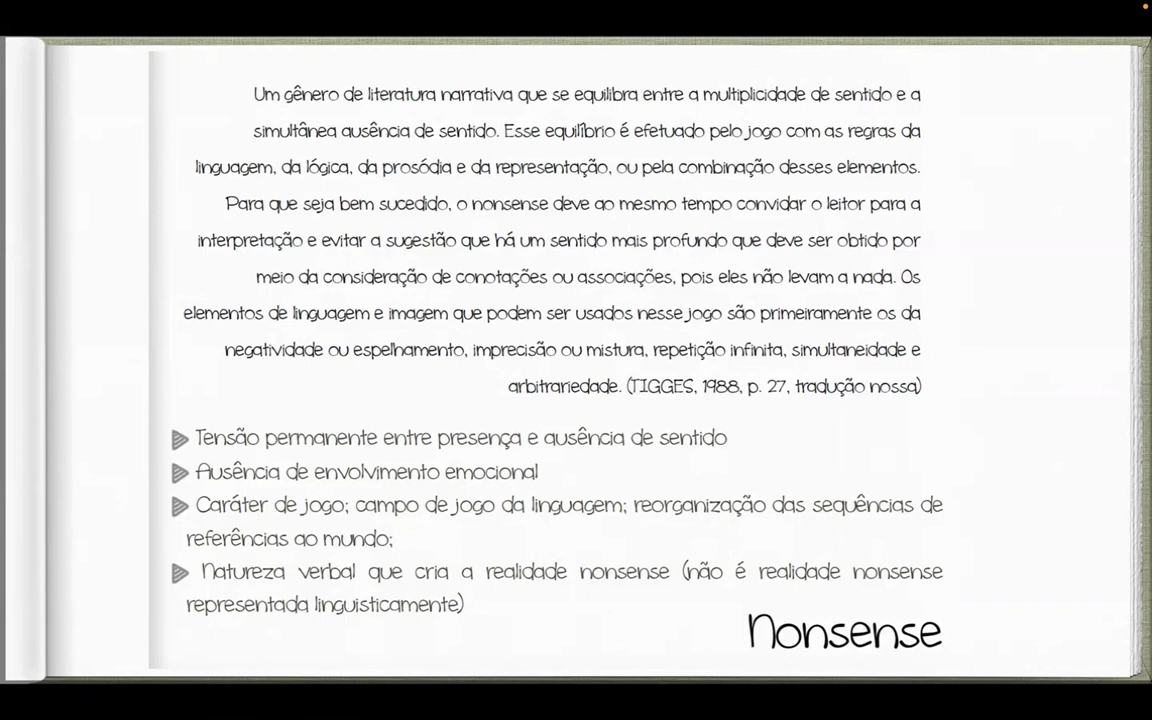 Um gênero de literatura narrativa que se equilibra entre a multiplicidade de sentido e a
simultânea ausência de sentido. Esse equilíbrio é efetuado pelo jogo com as regras da
linguagem, da lógica, da prosódia e da representação, ou pela combinação desses elementos.
Para que seja bem sucedido, o nonsense deve ao mesmo tempo convidar o leitor para a
interpretação e evitar a sugestão que há um sentido mais profundo que deve ser obtido por
meio da consideração de conotações ou associações, pois eles não levam a nada. Os
elementos de linguagem e imagem que podem ser usados nesse jogo são primeiramente os da
negatividade ou espelhamento, imprecisão ou mistura, repetição infinita, simultaneidade e
arbitrariedade. (TIGGES, 1988, p. 27, tradução nossa)
Tensão permanente entre presença e ausência de sentido
Ausência de envolvimento emocional
Caráter de jogo; campo de jogo da linguagem; reorganização das sequências de
referências ao mundo;
Natureza verbal que cria a realidade nonsense (não é realidade nonsense
representada linguisticamente)
Nonsense